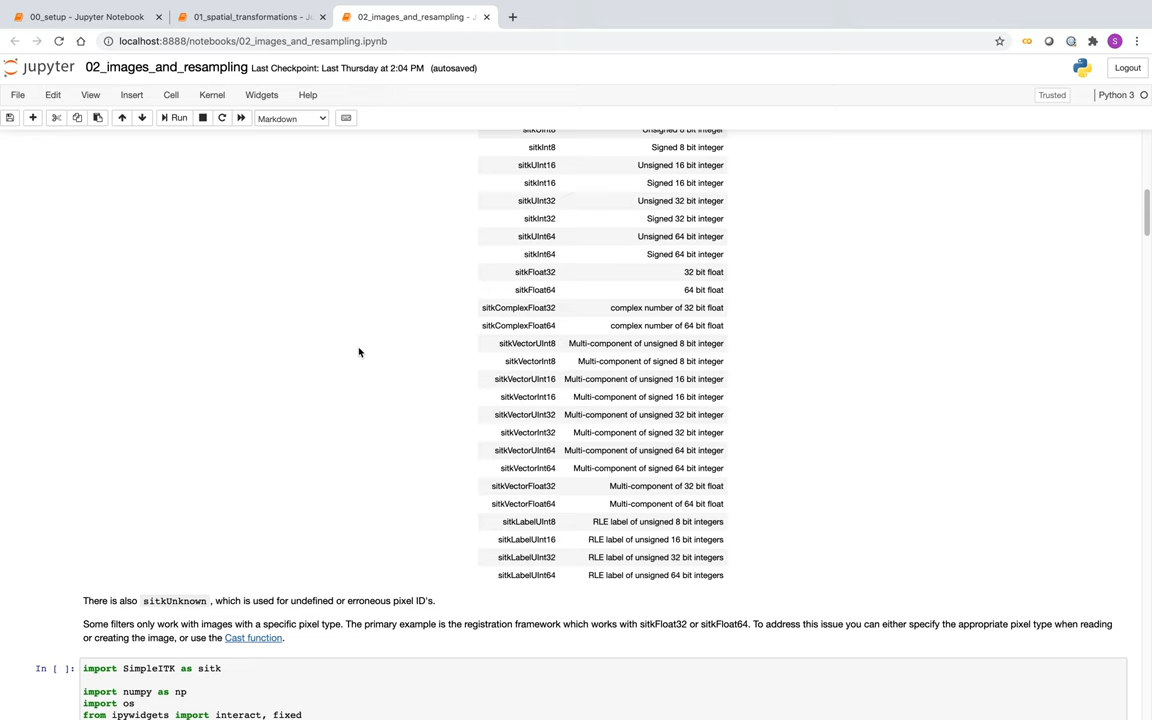 00_setup - Jupyter Notebook
01_spatial_transformations - J
02_images_and_resampling - J
localhost:8888/notebooks/02_images_and_resampling.ipynb
S
jupyter 02_images_and_resampling Last Checkpoint: Last Thursday at 2:04 PM (autosaved)
Logout
File Edit View Insert Cell Kernel Widgets Help
Trusted Python 3
Run Markdown
sitkUInt8 Unsigned 8 bit integer
sitkInt8 Signed 8 bit integer
sitkUInt16 Unsigned 16 bit integer
sitkInt16 Signed 16 bit integer
sitkUInt32 Unsigned 32 bit integer
sitkInt32 Signed 32 bit integer
sitkUInt64 Unsigned 64 bit integer
sitkInt64 Signed 64 bit integer
sitkFloat32 32 bit float
sitkFloat64 64 bit float
sitkComplexFloat32 complex number of 32 bit float
sitkComplexFloat64 complex number of 64 bit float
sitkVectorUInt8 Multi-component of unsigned 8 bit integer
sitkVectorInt8 Multi-component of signed 8 bit integer
sitkVectorUInt16 Multi-component of unsigned 16 bit integer
sitkVectorInt16 Multi-component of signed 16 bit integer
sitkVectorUInt32 Multi-component of unsigned 32 bit integer
sitkVectorInt32 Multi-component of signed 32 bit integer
sitkVectorUInt64 Multi-component of unsigned 64 bit integer
sitkVectorInt64 Multi-component of signed 64 bit integer
sitkVectorFloat32 Multi-component of 32 bit float
sitkVectorFloat64 Multi-component of 64 bit float
sitkLabelUInt8 RLE label of unsigned 8 bit integers
sitkLabelUInt16 RLE label of unsigned 16 bit integers
sitkLabelUInt32 RLE label of unsigned 32 bit integers
sitkLabelUInt64 RLE label of unsigned 64 bit integers
There is also sitkUnknown , which is used for undefined or erroneous pixel ID's.
Some filters only work with images with a specific pixel type. The primary example is the registration framework which works with sitkFloat32 or sitkFloat64. To address this issue you can either specify the appropriate pixel type when reading
or creating the image, or use the Cast function.
In [ ]: import SimpleITK as sitk
import numpy as np
import os
from ipywidgets import interact, fixed